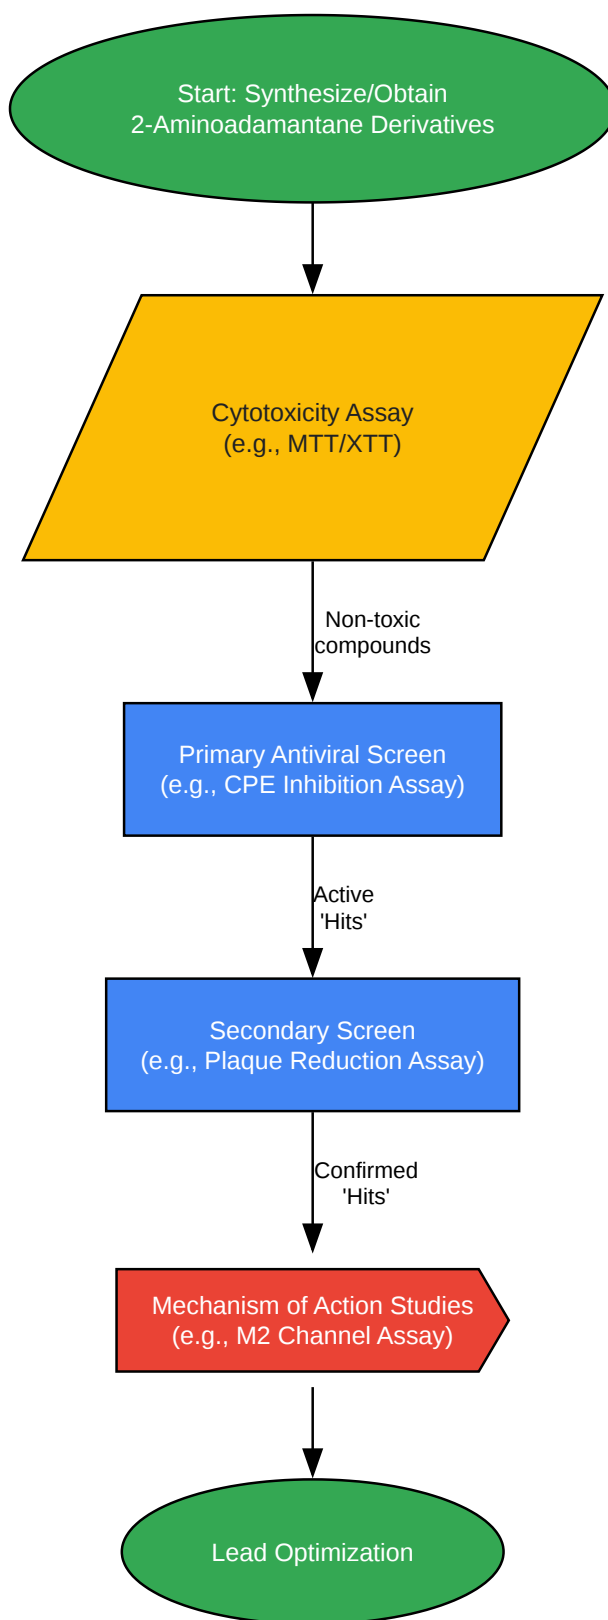 Start: Synthesize/Obtain
2-Aminoadamantane Derivatives
Cytotoxicity Assay
(e.g., MTT/XTT)
Non-toxic
compounds
Primary Antiviral Screen
(e.g., CPE Inhibition Assay)
Active
'Hits'
Secondary Screen
(e.g., Plaque Reduction Assay)
Confirmed
'Hits'
Mechanism of Action Studies
(e.g., M2 Channel Assay)
Lead Optimization